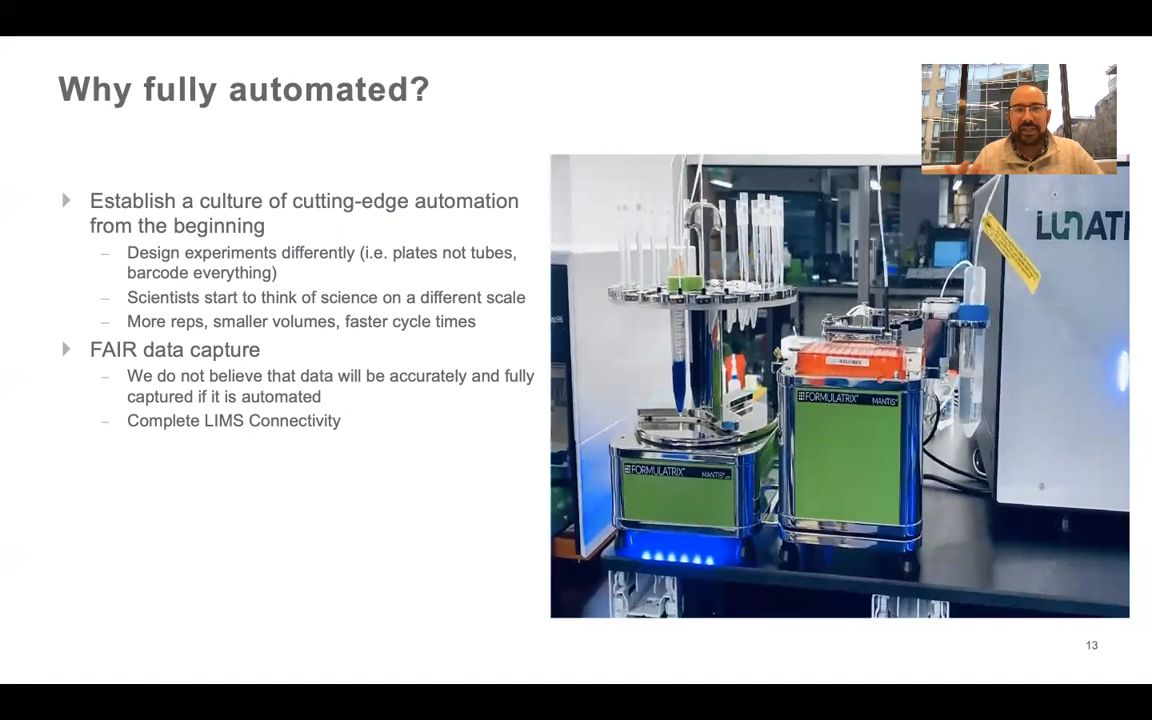 Why fully automated?
Establish a culture of cutting-edge automation
from the beginning
– Design experiments differently (i.e. plates not tubes,
barcode everything)
– Scientists start to think of science on a different scale
– More reps, smaller volumes, faster cycle times
FAIR data capture
– We do not believe that data will be accurately and fully
captured if it is automated
– Complete LIMS Connectivity
LUNAT
FORMULATRIX® MANTIS®
FORMULATRIX® MANTIS®
13